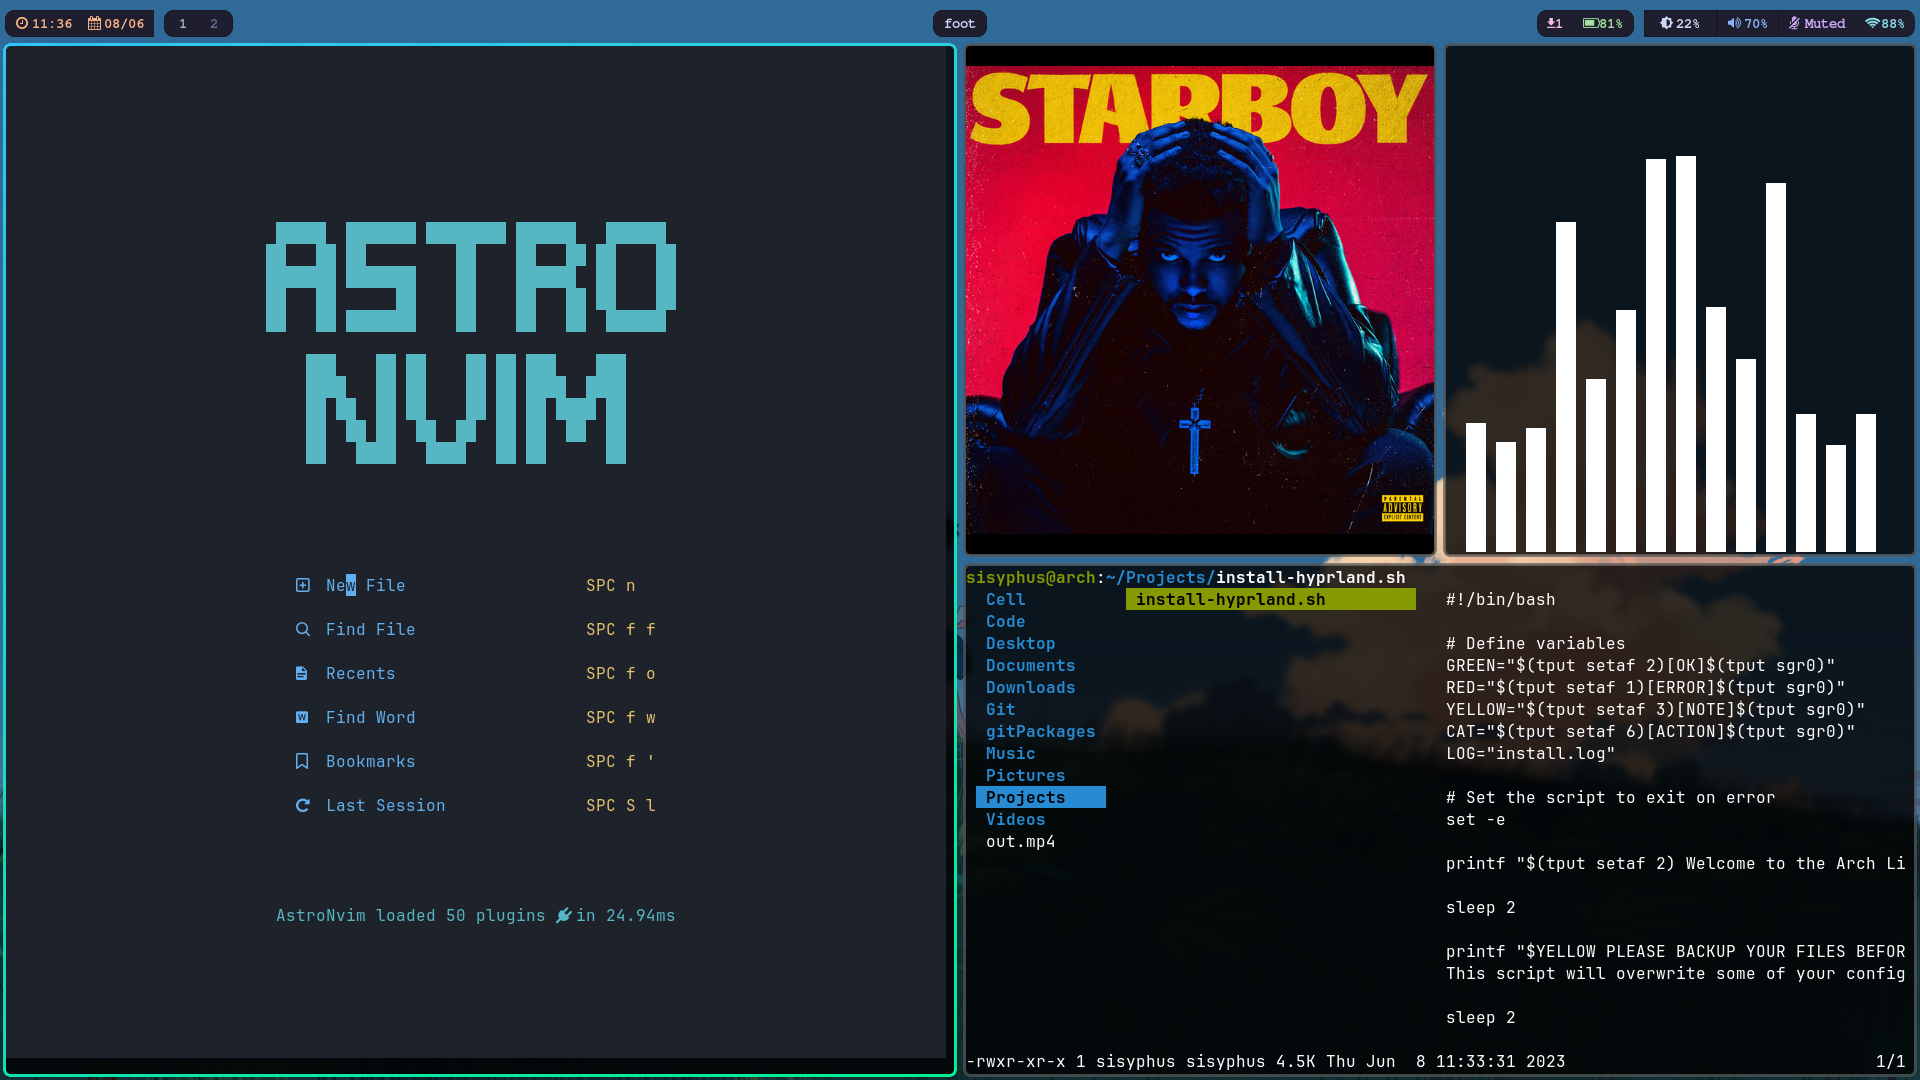 11:36 08/06 1 2 foot 1 81% 22% 70% Muted 88%
ASTRO
NVIM
New File SPC n
Find File SPC f f
Recents SPC f o
Find Word SPC f w
Bookmarks SPC f '
Last Session SPC S l
AstroNvim loaded 50 plugins in 24.94ms
STARBOY
PARENTAL
ADVISORY
EXPLICIT CONTENT
sisyphus@arch:~/Projects/install-hyprland.sh
Cell
Code
Desktop
Documents
Downloads
Git
gitPackages
Music
Pictures
Projects
Videos
out.mp4
install-hyprland.sh
#!/bin/bash
# Define variables
GREEN="$(tput setaf 2)[OK]$(tput sgr0)"
RED="$(tput setaf 1)[ERROR]$(tput sgr0)"
YELLOW="$(tput setaf 3)[NOTE]$(tput sgr0)"
CAT="$(tput setaf 6)[ACTION]$(tput sgr0)"
LOG="install.log"
# Set the script to exit on error
set -e
printf "$(tput setaf 2) Welcome to the Arch Li
sleep 2
printf "$YELLOW PLEASE BACKUP YOUR FILES BEFOR
This script will overwrite some of your config
sleep 2
-rwxr-xr-x 1 sisyphus sisyphus 4.5K Thu Jun  8 11:33:31 2023 1/1